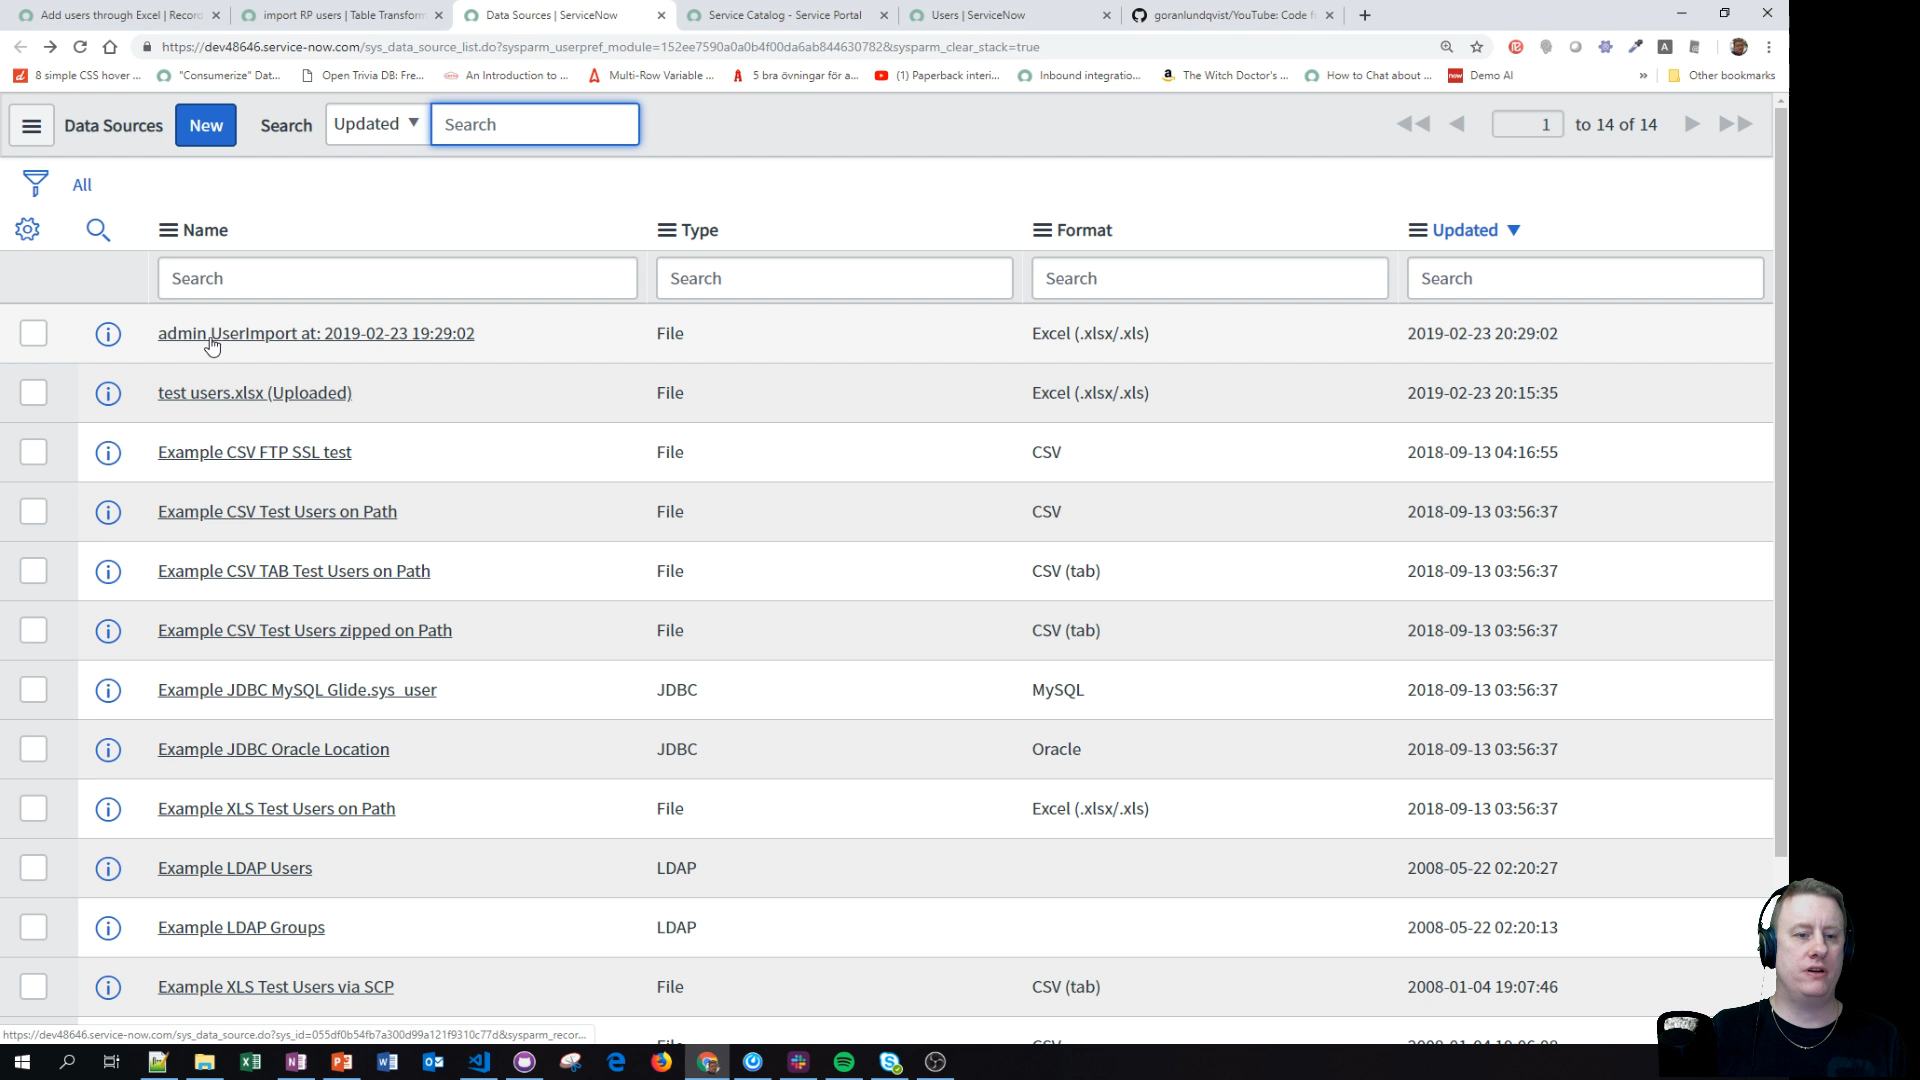 Add users through Excel | Record
import RP users | Table Transform
Data Sources | ServiceNow
Service Catalog - Service Portal
Users | ServiceNow
goranlundqvist/YouTube: Code f
https://dev48646.service-now.com/sys_data_source_list.do?sysparm_userpref_module=152ee7590a0a0b4f00da6ab844630782&sysparm_clear_stack=true
8 simple CSS hover ...
"Consumerize" Dat...
Open Trivia DB: Fre...
An Introduction to ...
Multi-Row Variable ...
5 bra övningar för a...
(1) Paperback interi...
Inbound integratio...
The Witch Doctor's ...
How to Chat about ...
Demo AI
»
Other bookmarks
Data Sources New Search Updated ▼ Search
1 to 14 of 14
All
Name Type Format Updated ▼
Search Search Search Search
admin UserImport at: 2019-02-23 19:29:02 File Excel (.xlsx/.xls) 2019-02-23 20:29:02
test users.xlsx (Uploaded) File Excel (.xlsx/.xls) 2019-02-23 20:15:35
Example CSV FTP SSL test File CSV 2018-09-13 04:16:55
Example CSV Test Users on Path File CSV 2018-09-13 03:56:37
Example CSV TAB Test Users on Path File CSV (tab) 2018-09-13 03:56:37
Example CSV Test Users zipped on Path File CSV (tab) 2018-09-13 03:56:37
Example JDBC MySQL Glide.sys_user JDBC MySQL 2018-09-13 03:56:37
Example JDBC Oracle Location JDBC Oracle 2018-09-13 03:56:37
Example XLS Test Users on Path File Excel (.xlsx/.xls) 2018-09-13 03:56:37
Example LDAP Users LDAP 2008-05-22 02:20:27
Example LDAP Groups LDAP 2008-05-22 02:20:13
Example XLS Test Users via SCP File CSV (tab) 2008-01-04 19:07:46
https://dev48646.service-now.com/sys_data_source.do?sys_id=055df0b54fb7a300d99a121f9310c77d&sysparm_recor...